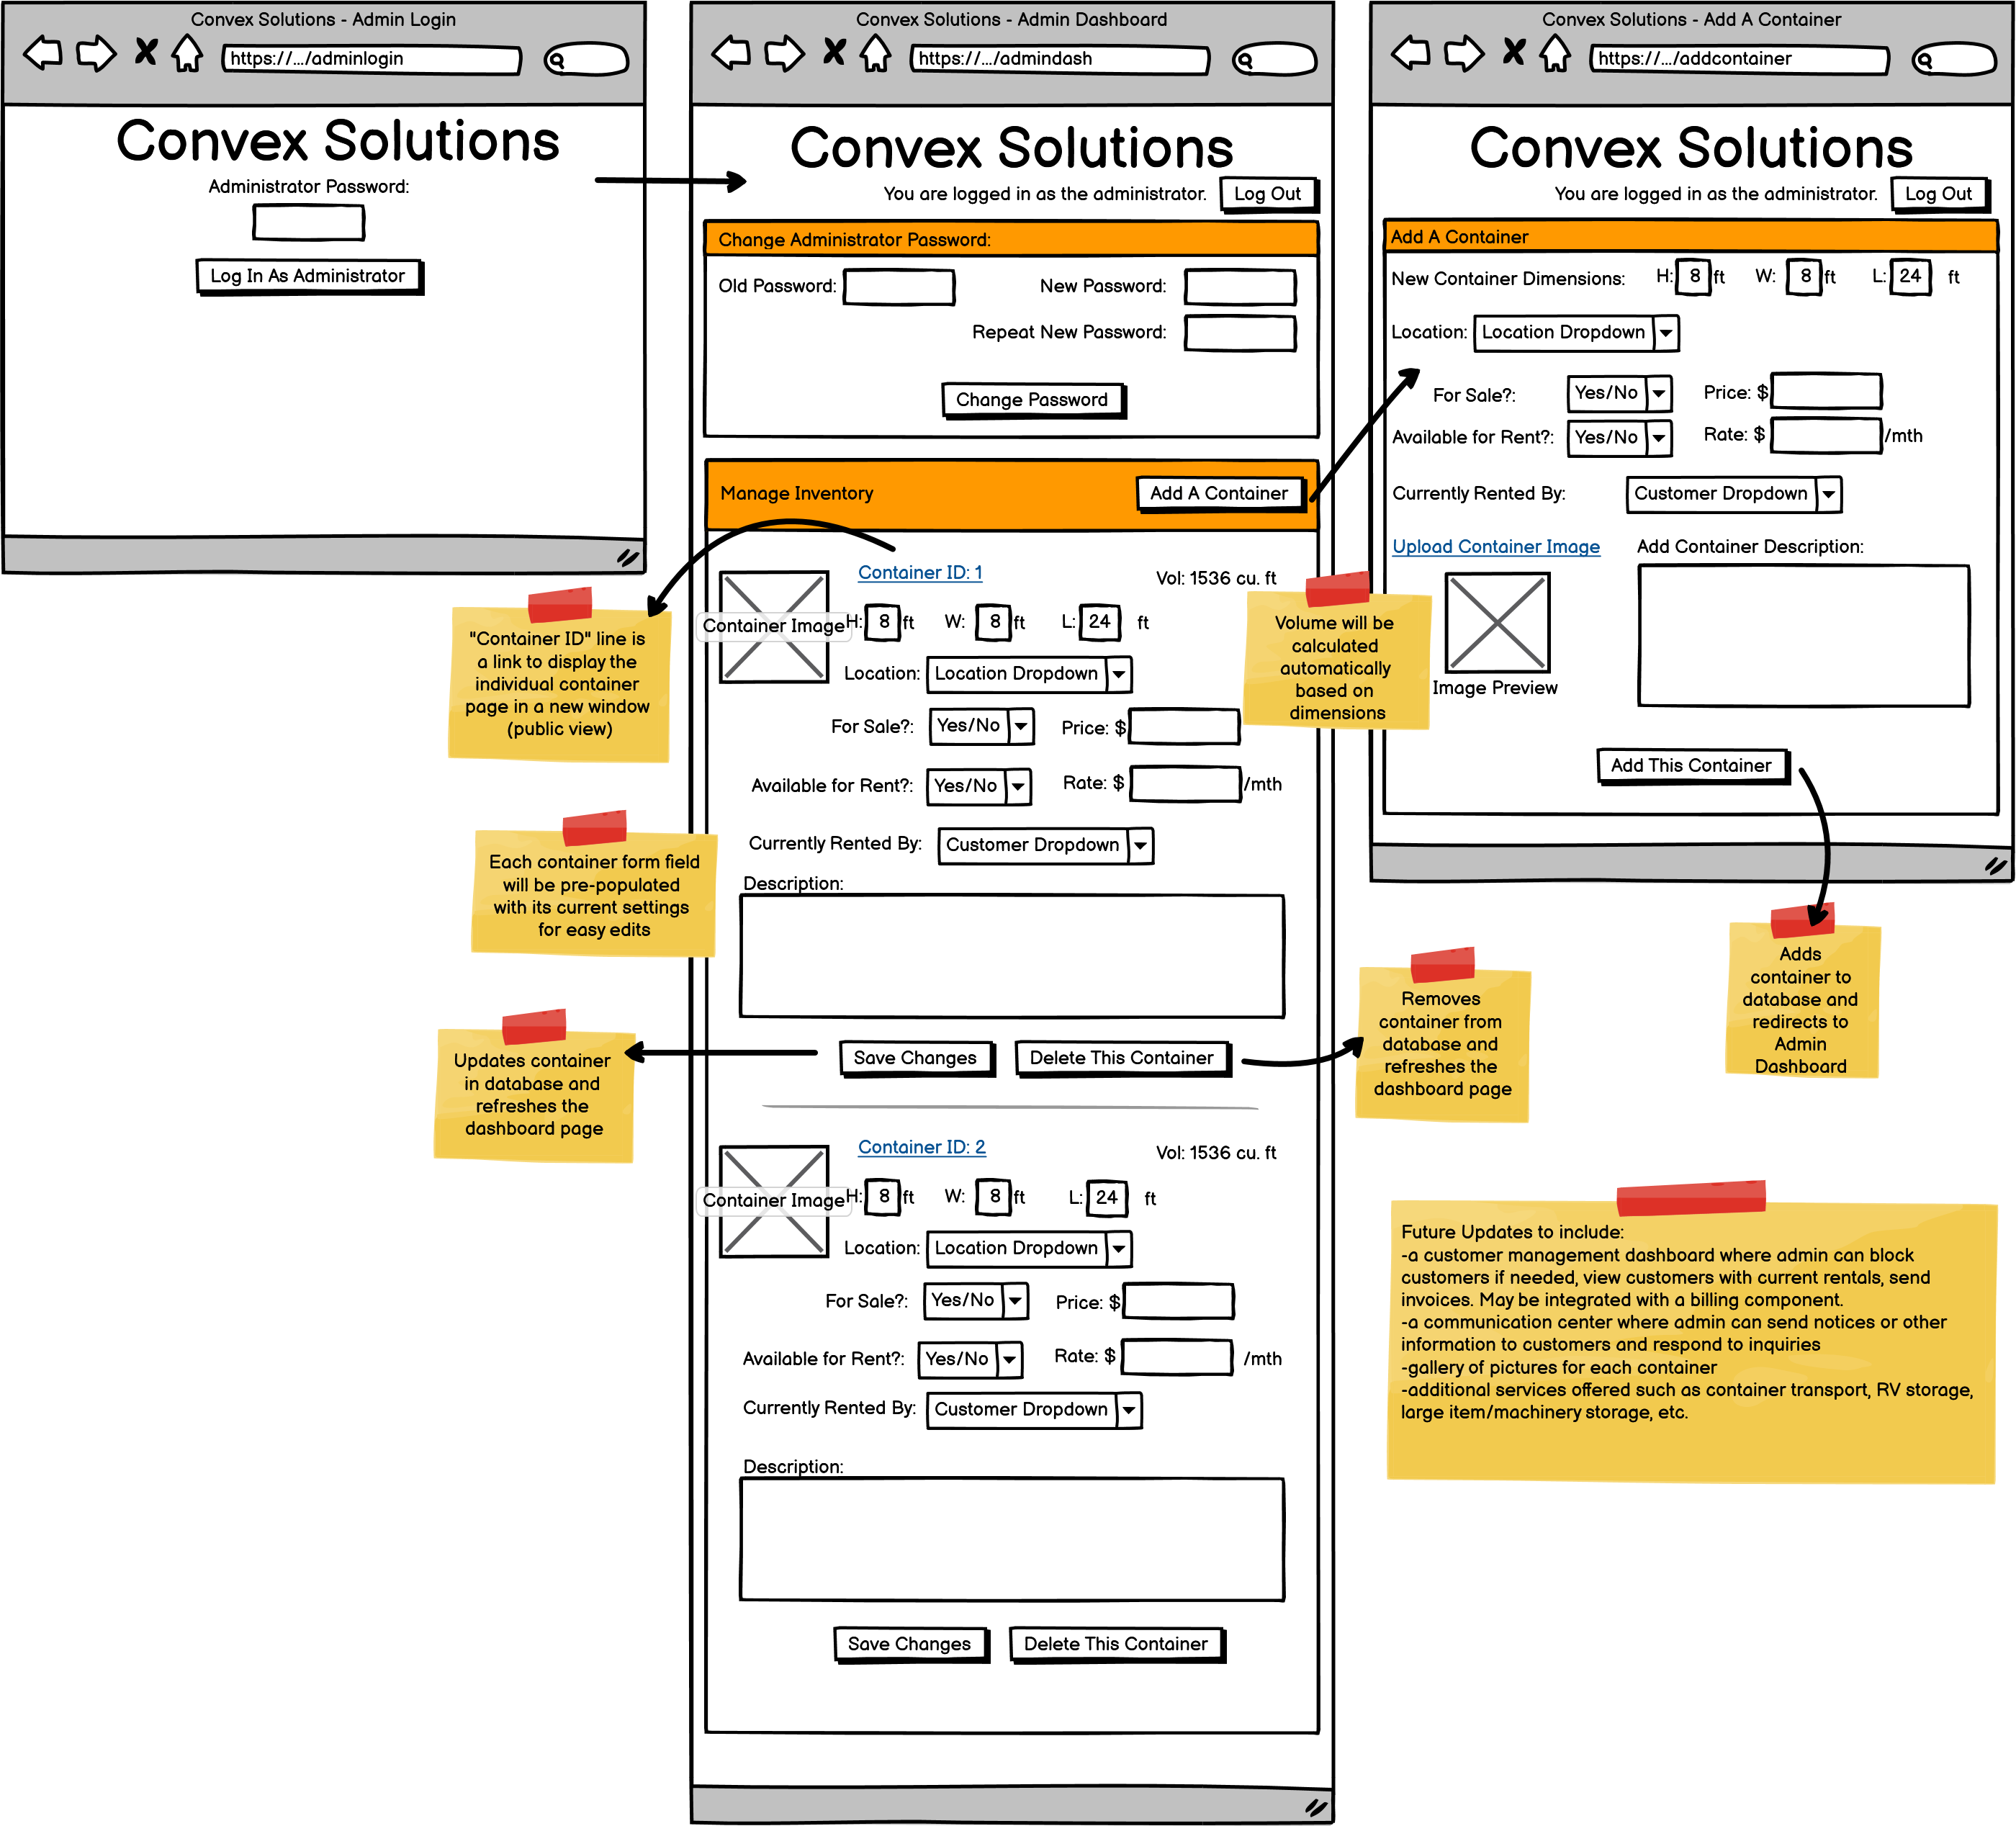 Convex Solutions - Admin Login
https://.../adminlogin
Convex Solutions
Administrator Password:
Log In As Administrator
Convex Solutions - Admin Dashboard
https://.../admindash
Convex Solutions
You are logged in as the administrator.
Log Out
Change Administrator Password:
Old Password:
New Password:
Repeat New Password:
Change Password
Manage Inventory
Add A Container
Container Image
Container ID: 1
Vol: 1536 cu. ft
H: 8 ft W: 8 ft L: 24 ft
Location: Location Dropdown
For Sale?: Yes/No Price: $
Available for Rent?: Yes/No Rate: $ /mth
Currently Rented By: Customer Dropdown
Description:
Save Changes
Delete This Container
Container Image
Container ID: 2
Vol: 1536 cu. ft
H: 8 ft W: 8 ft L: 24 ft
Location: Location Dropdown
For Sale?: Yes/No Price: $
Available for Rent?: Yes/No Rate: $ /mth
Currently Rented By: Customer Dropdown
Description:
Save Changes
Delete This Container
"Container ID" line is
a link to display the
individual container
page in a new window
(public view)
Each container form field
will be pre-populated
with its current settings
for easy edits
Updates container
in database and
refreshes the
dashboard page
Volume will be
calculated
automatically
based on
dimensions
Removes
container from
database and
refreshes the
dashboard page
Convex Solutions - Add A Container
https://.../addcontainer
Convex Solutions
You are logged in as the administrator.
Log Out
Add A Container
New Container Dimensions: H: 8 ft W: 8 ft L: 24 ft
Location: Location Dropdown
For Sale?: Yes/No Price: $
Available for Rent?: Yes/No Rate: $ /mth
Currently Rented By: Customer Dropdown
Upload Container Image
Add Container Description:
Image Preview
Add This Container
Adds
container to
database and
redirects to
Admin
Dashboard
Future Updates to include:
-a customer management dashboard where admin can block
customers if needed, view customers with current rentals, send
invoices. May be integrated with a billing component.
-a communication center where admin can send notices or other
information to customers and respond to inquiries
-gallery of pictures for each container
-additional services offered such as container transport, RV storage,
large item/machinery storage, etc.